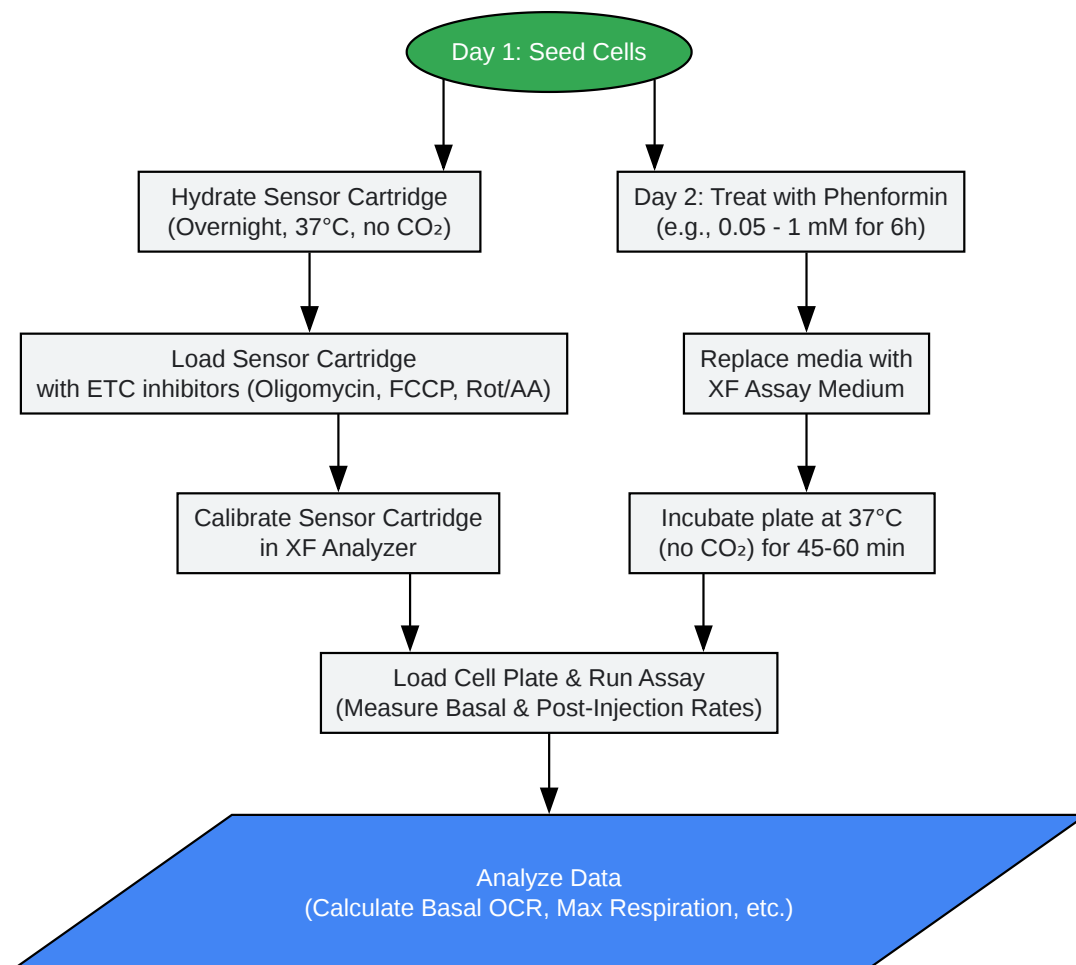 Day 1: Seed Cells
Hydrate Sensor Cartridge
(Overnight, 37°C, no CO₂)
Day 2: Treat with Phenformin
(e.g., 0.05 - 1 mM for 6h)
Load Sensor Cartridge
with ETC inhibitors (Oligomycin, FCCP, Rot/AA)
Replace media with
XF Assay Medium
Calibrate Sensor Cartridge
in XF Analyzer
Incubate plate at 37°C
(no CO₂) for 45-60 min
Load Cell Plate & Run Assay
(Measure Basal & Post-Injection Rates)
Analyze Data
(Calculate Basal OCR, Max Respiration, etc.)